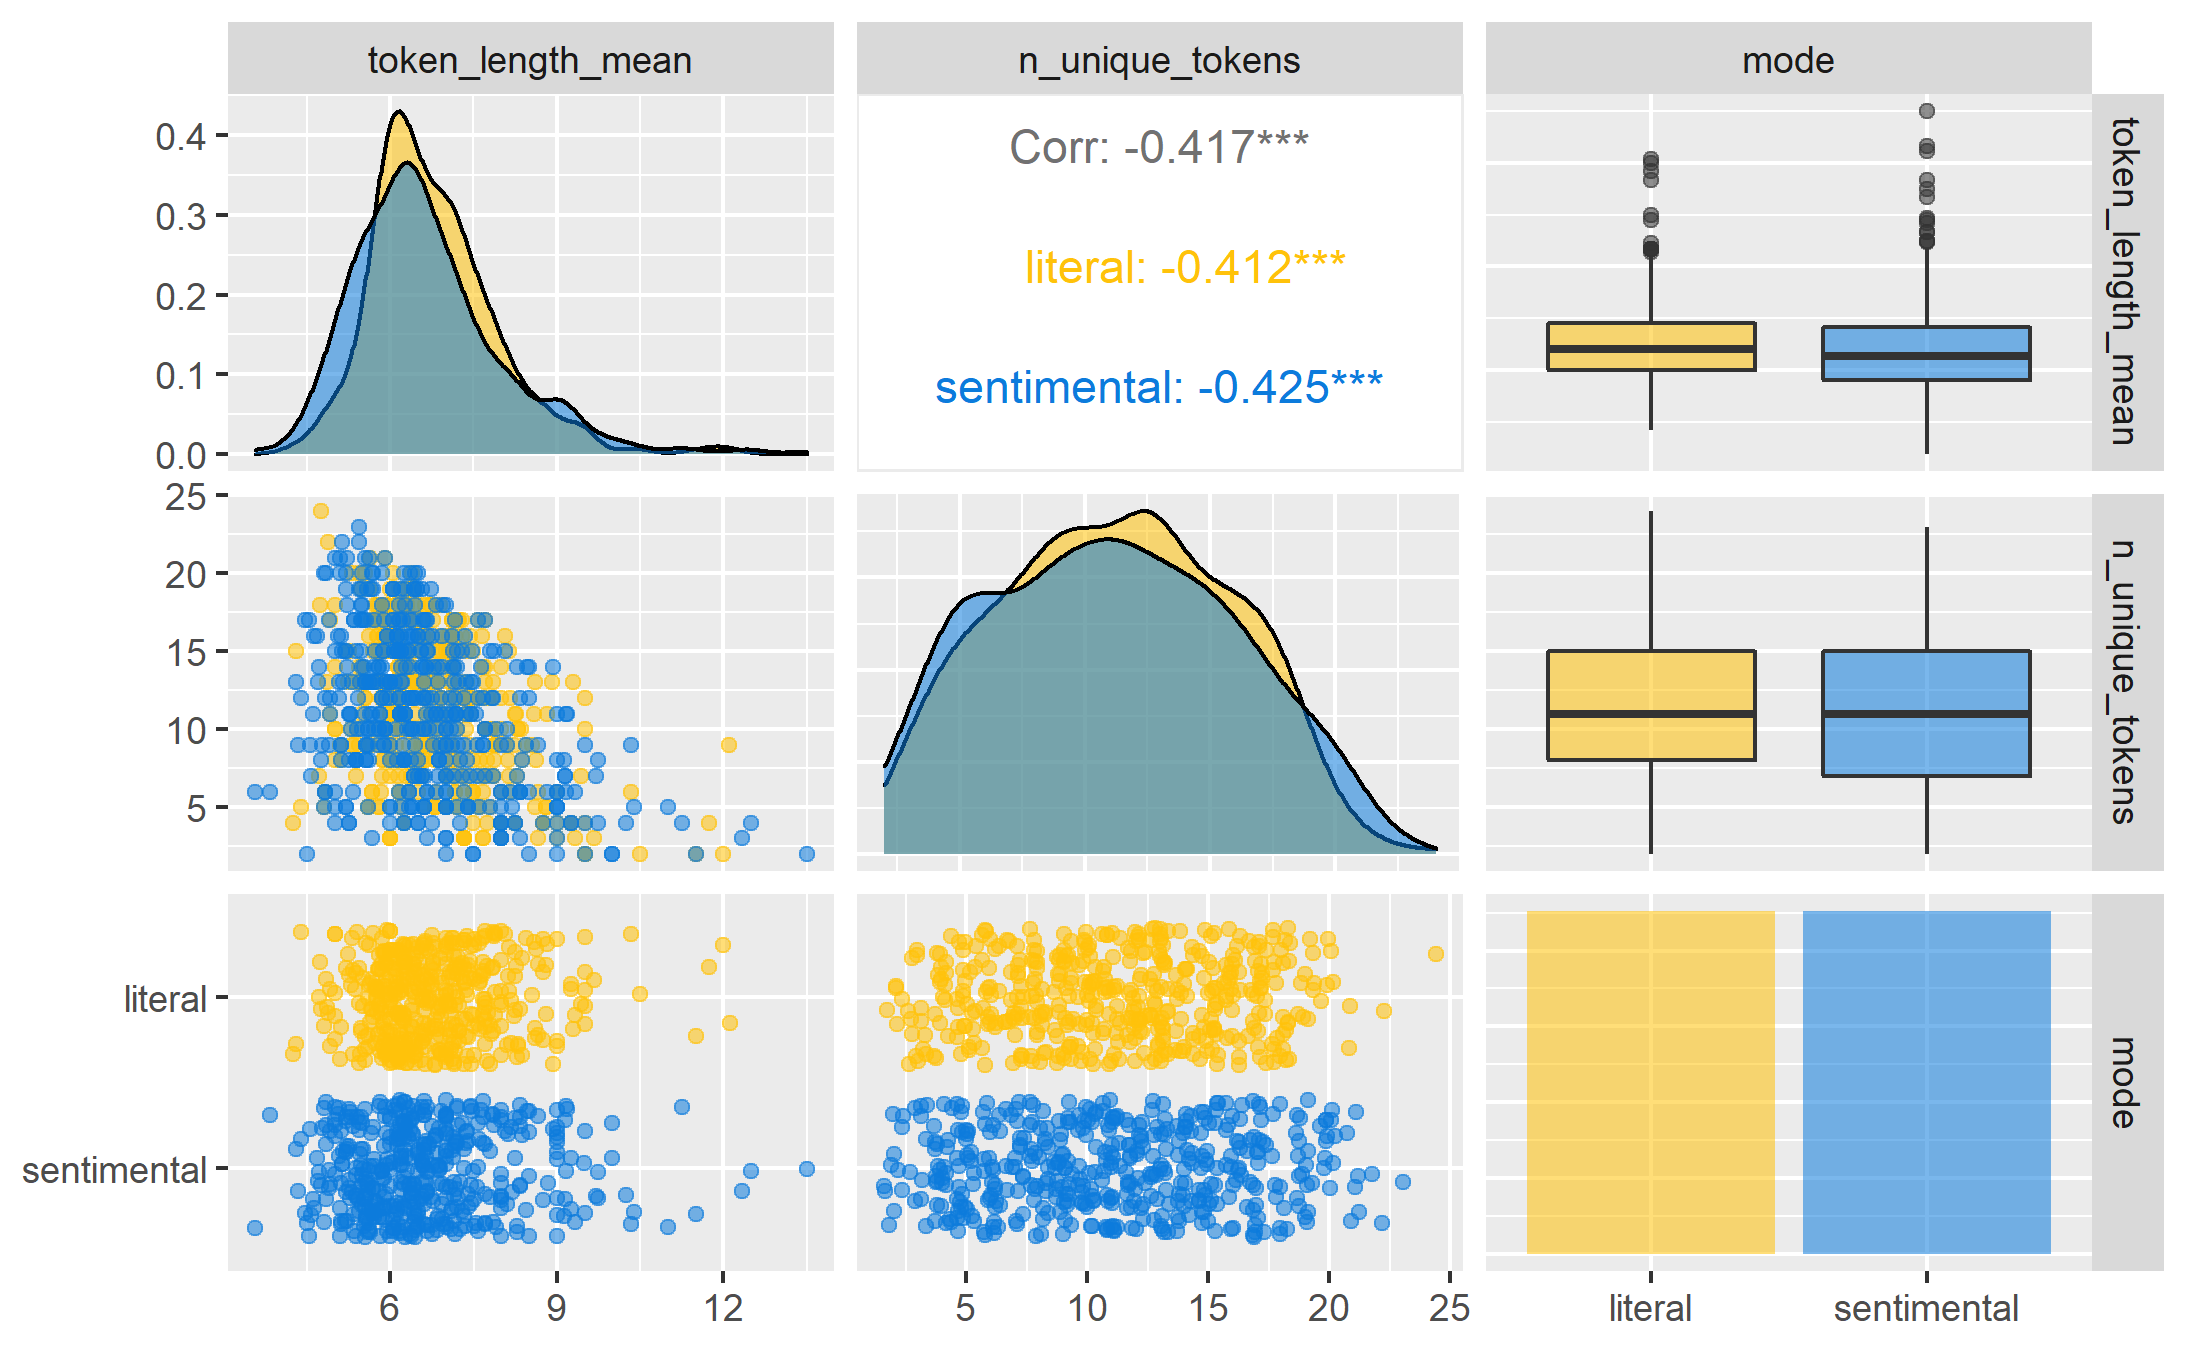 token_length_mean
n_unique_tokens
mode
0.4
0.3
0.2
0.1
0.0
Corr: -0.417***
literal: -0.412***
sentimental: -0.425***
token_length_mean
25
20
15
10
5
n_unique_tokens
literal
sentimental
mode
6
9
12
5
10
15
20
25
literal
sentimental